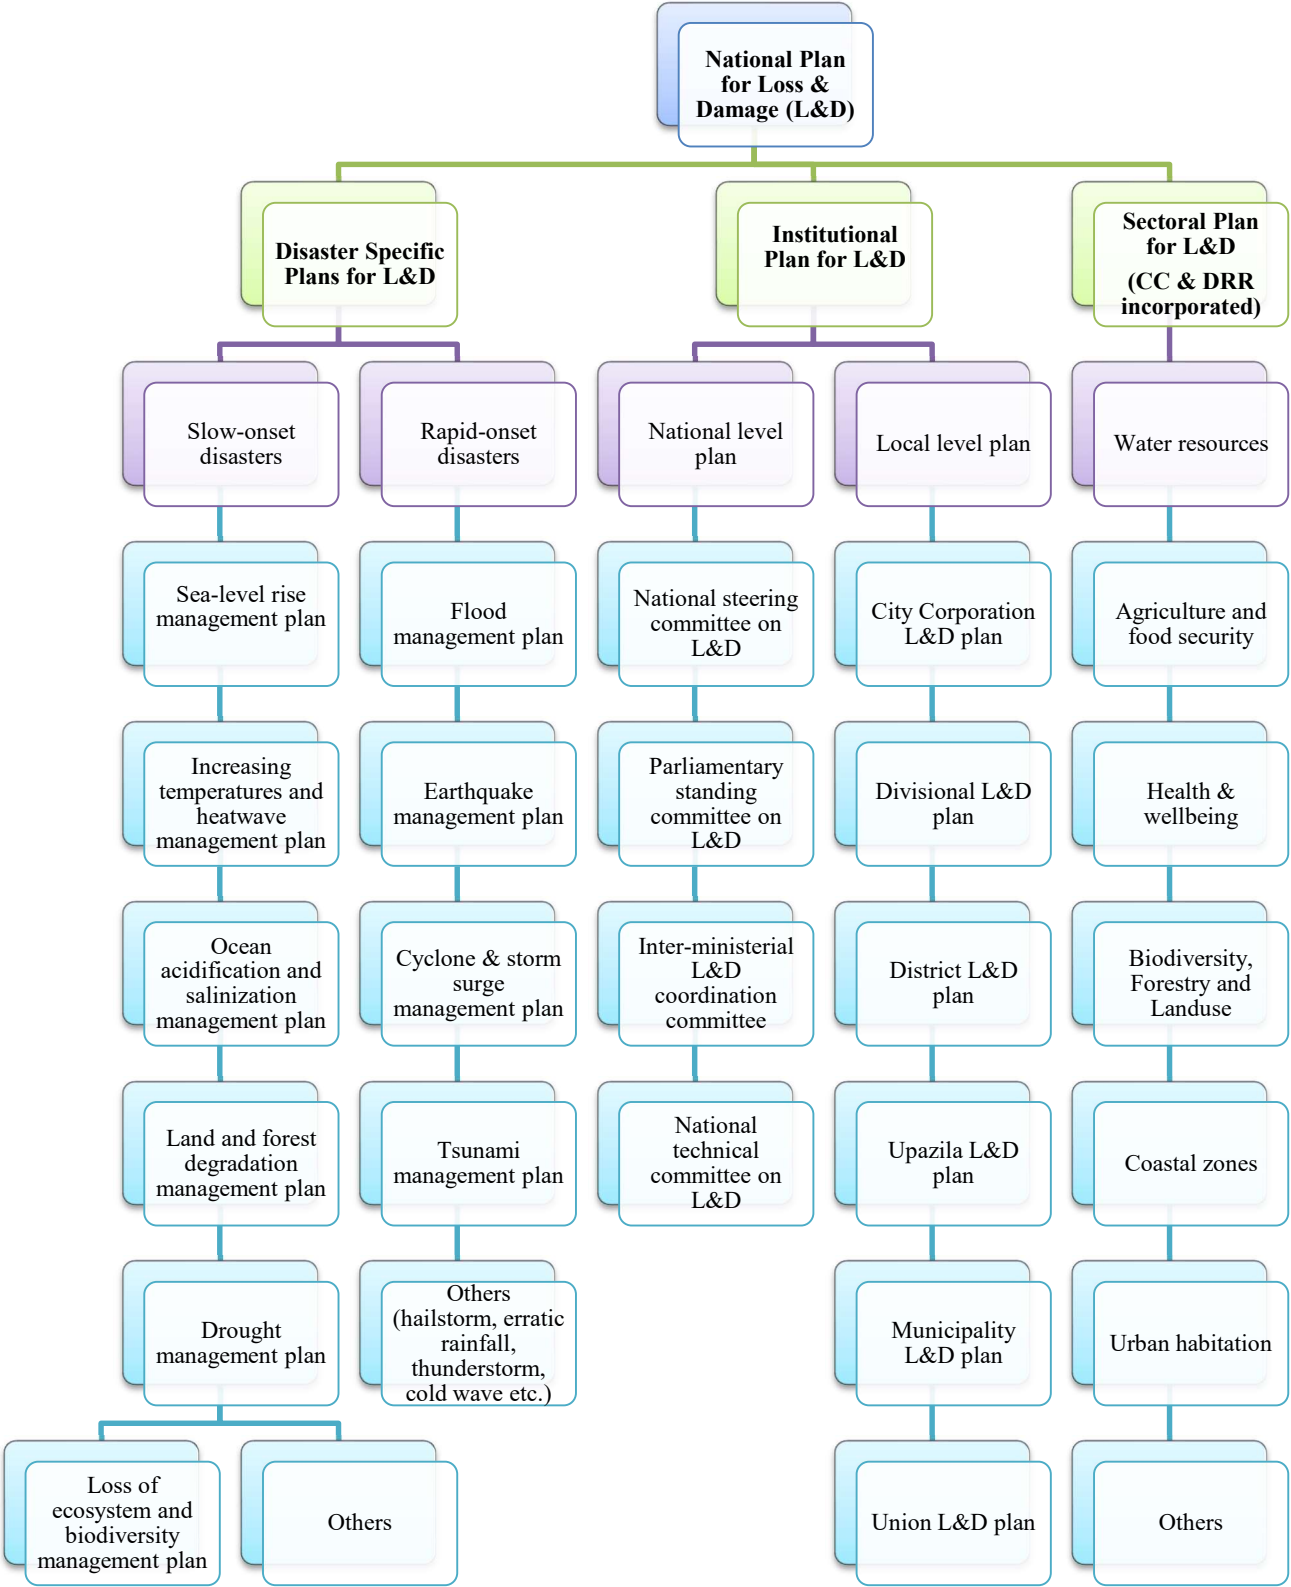 National Plan
for Loss &
Damage (L&D)
Disaster Specific
Plans for L&D
Institutional
Plan for L&D
Sectoral Plan
for L&D
(CC & DRR
incorporated)
Slow-onset
disasters
Rapid-onset
disasters
National level
plan
Local level plan
Water resources
Sea-level rise
management plan
Flood
management plan
National steering
committee on
L&D
City Corporation
L&D plan
Agriculture and
food security
Increasing
temperatures and
heatwave
management plan
Earthquake
management plan
Parliamentary
standing
committee on
L&D
Divisional L&D
plan
Health &
wellbeing
Ocean
acidification and
salinization
management plan
Cyclone & storm
surge
management plan
Inter-ministerial
L&D
coordination
committee
District L&D
plan
Biodiversity,
Forestry and
Landuse
Land and forest
degradation
management plan
Tsunami
management plan
National
technical
committee on
L&D
Upazila L&D
plan
Coastal zones
Drought
management plan
Others
(hailstorm, erratic
rainfall,
thunderstorm,
cold wave etc.)
Municipality
L&D plan
Urban habitation
Loss of
ecosystem and
biodiversity
management plan
Others
Union L&D plan
Others